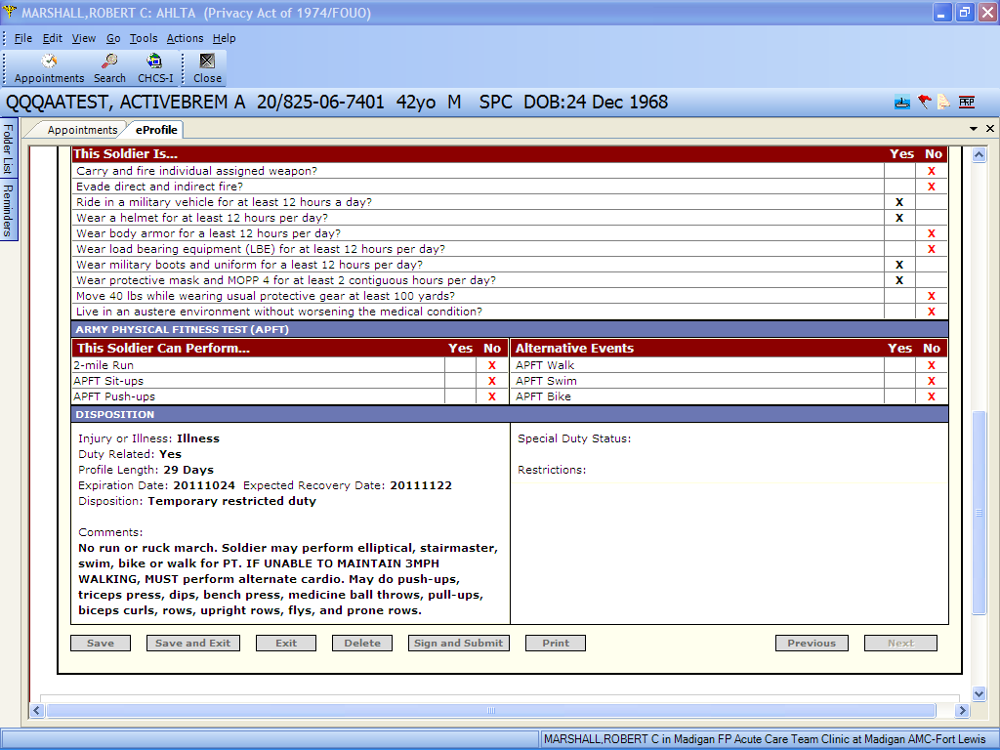 MARSHALL,ROBERT C: AHLTA (Privacy Act of 1974/FOUO)
File Edit View Go Tools Actions Help
Appointments Search CHCS-I Close
QQQAATEST, ACTIVEBREM A 20/825-06-7401 42yo M SPC DOB:24 Dec 1968
Folder List
Reminders
Appointments eProfile
This Soldier Is... Yes No
Carry and fire individual assigned weapon? X
Evade direct and indirect fire? X
Ride in a military vehicle for at least 12 hours a day? X
Wear a helmet for at least 12 hours per day? X
Wear body armor for a least 12 hours per day? X
Wear load bearing equipment (LBE) for at least 12 hours per day? X
Wear military boots and uniform for a least 12 hours per day? X
Wear protective mask and MOPP 4 for at least 2 contiguous hours per day? X
Move 40 lbs while wearing usual protective gear at least 100 yards? X
Live in an austere environment without worsening the medical condition? X
ARMY PHYSICAL FITNESS TEST (APFT)
This Soldier Can Perform... Yes No Alternative Events Yes No
2-mile Run X APFT Walk X
APFT Sit-ups X APFT Swim X
APFT Push-ups X APFT Bike X
DISPOSITION
Injury or Illness: Illness
Duty Related: Yes
Profile Length: 29 Days
Expiration Date: 20111024 Expected Recovery Date: 20111122
Disposition: Temporary restricted duty
Comments:
No run or ruck march. Soldier may perform elliptical, stairmaster,
swim, bike or walk for PT. IF UNABLE TO MAINTAIN 3MPH
WALKING, MUST perform alternate cardio. May do push-ups,
triceps press, dips, bench press, medicine ball throws, pull-ups,
biceps curls, rows, upright rows, flys, and prone rows.
Special Duty Status:
Restrictions:
Save Save and Exit Exit Delete Sign and Submit Print Previous Next
MARSHALL,ROBERT C in Madigan FP Acute Care Team Clinic at Madigan AMC-Fort Lewis